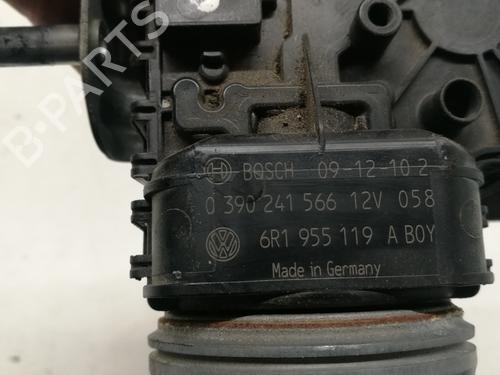 B-PARTS
BOSCH 09-12-10 2
0 390 241 566 12V 058
6R1 955 119 A BOY
Made in Germany